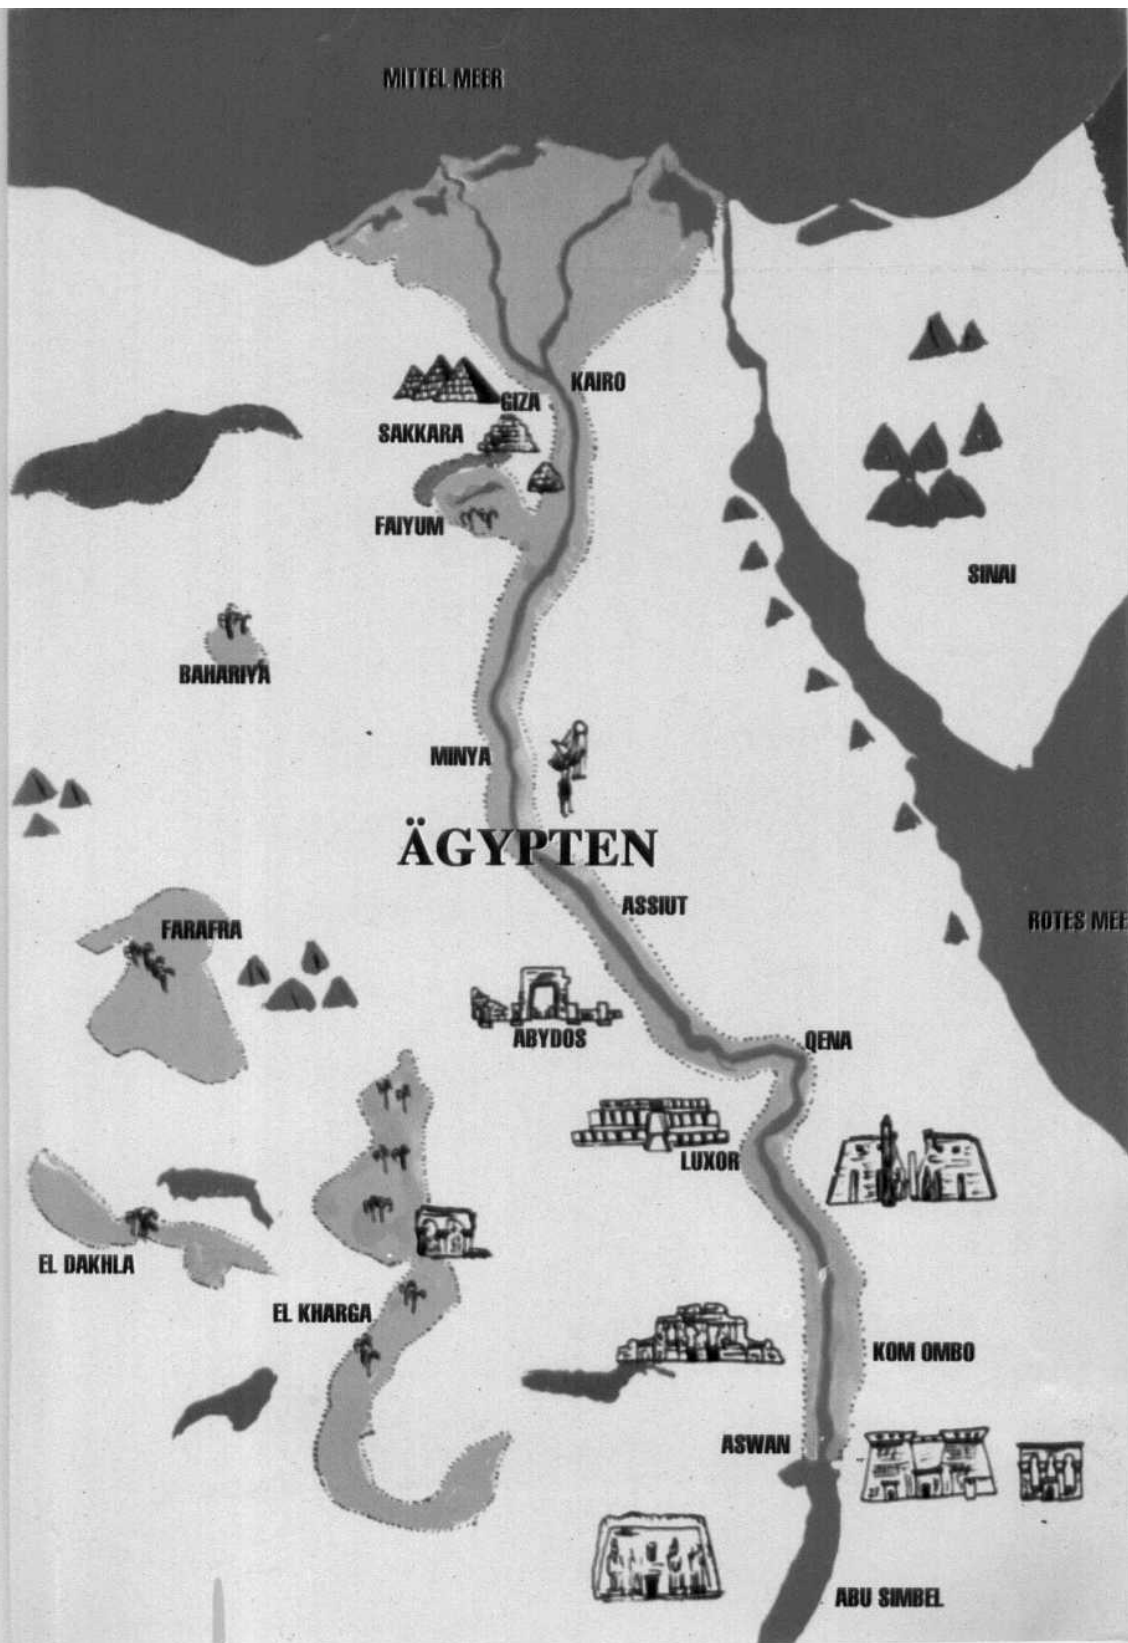 MITTEL MEER
KAIRO
GIZA
SAKKARA
FAIYUM
SINAI
BAHARIYA
MINYA
ÄGYPTEN
ASSIUT
ROTES MEE
FARAFRA
ABYDOS
QENA
LUXOR
EL DAKHLA
EL KHARGA
KOM OMBO
ASWAN
ABU SIMBEL